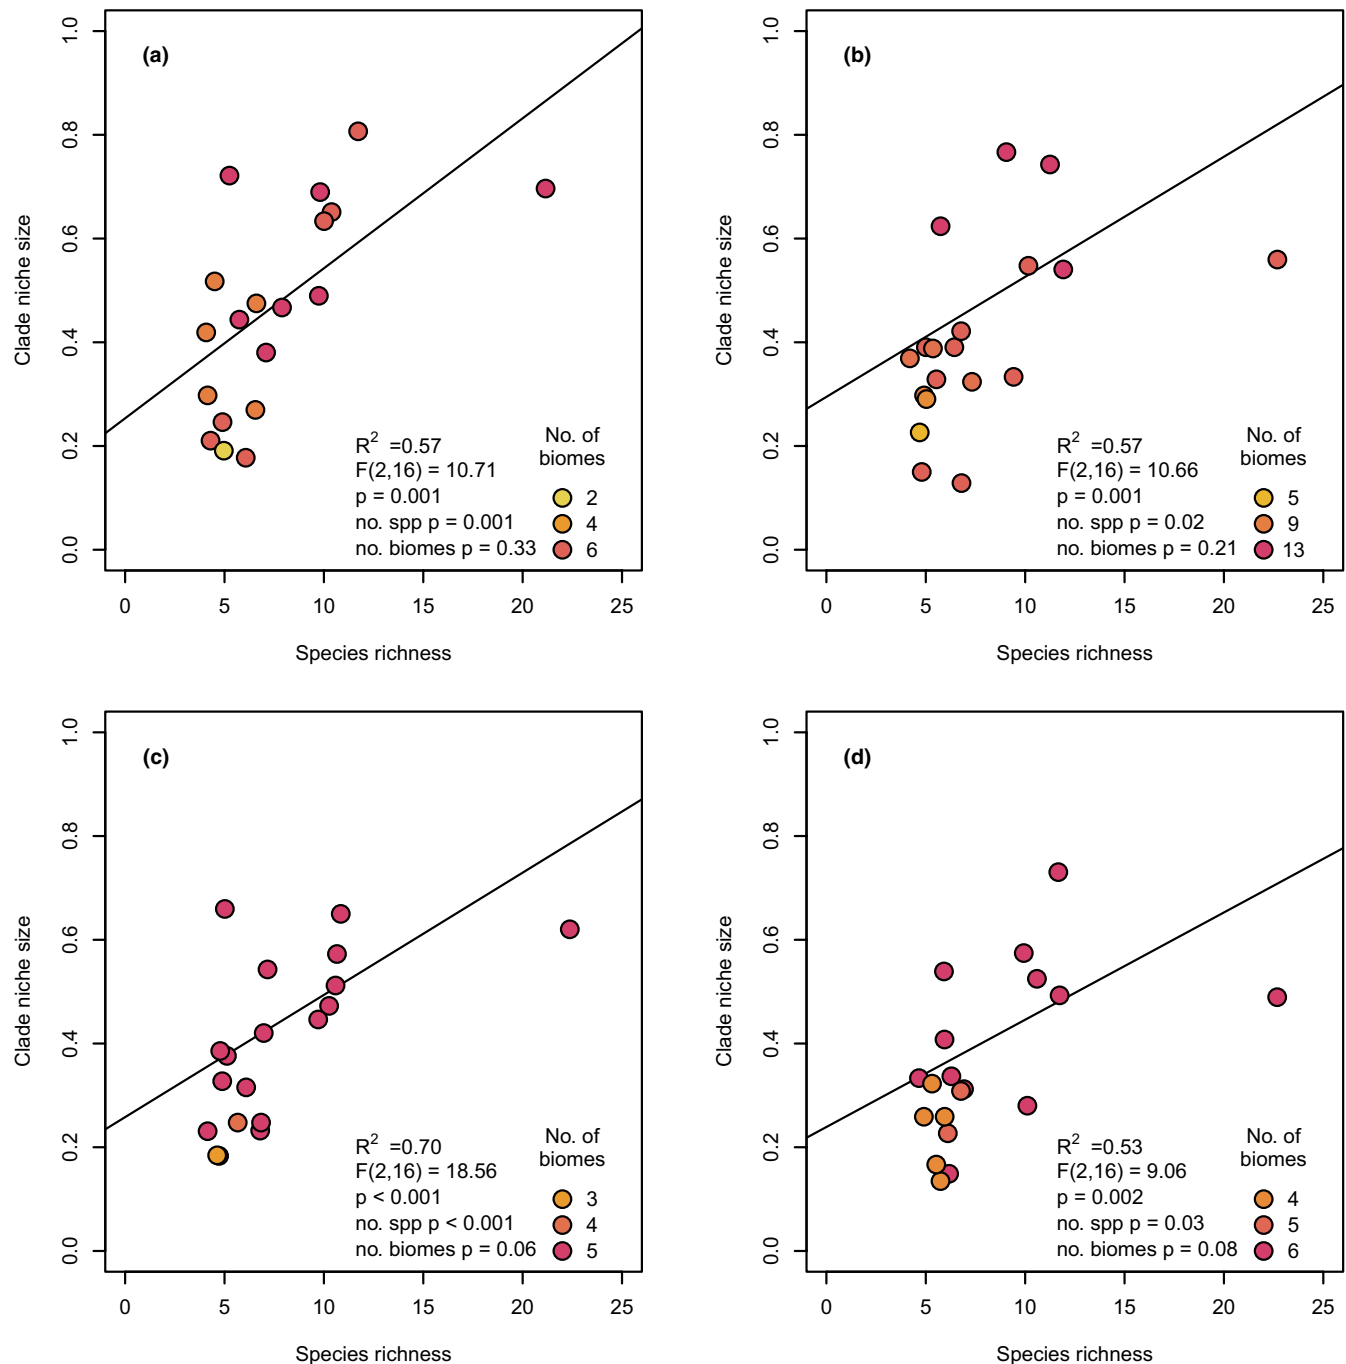 (a)
1.0
0.8
0.6
0.4
0.2
0.0
Clade niche size
R2 =0.57
F(2,16) = 10.71
p = 0.001
no. spp p = 0.001
no. biomes p = 0.33
No. of
biomes
2
4
6
0 5 10 15 20 25
Species richness
(b)
1.0
0.8
0.6
0.4
0.2
0.0
Clade niche size
R2 =0.57
F(2,16) = 10.66
p = 0.001
no. spp p = 0.02
no. biomes p = 0.21
No. of
biomes
5
9
13
0 5 10 15 20 25
Species richness
(c)
1.0
0.8
0.6
0.4
0.2
0.0
Clade niche size
R2 =0.70
F(2,16) = 18.56
p < 0.001
no. spp p < 0.001
no. biomes p = 0.06
No. of
biomes
3
4
5
0 5 10 15 20 25
Species richness
(d)
1.0
0.8
0.6
0.4
0.2
0.0
Clade niche size
R2 =0.53
F(2,16) = 9.06
p = 0.002
no. spp p = 0.03
no. biomes p = 0.08
No. of
biomes
4
5
6
0 5 10 15 20 25
Species richness